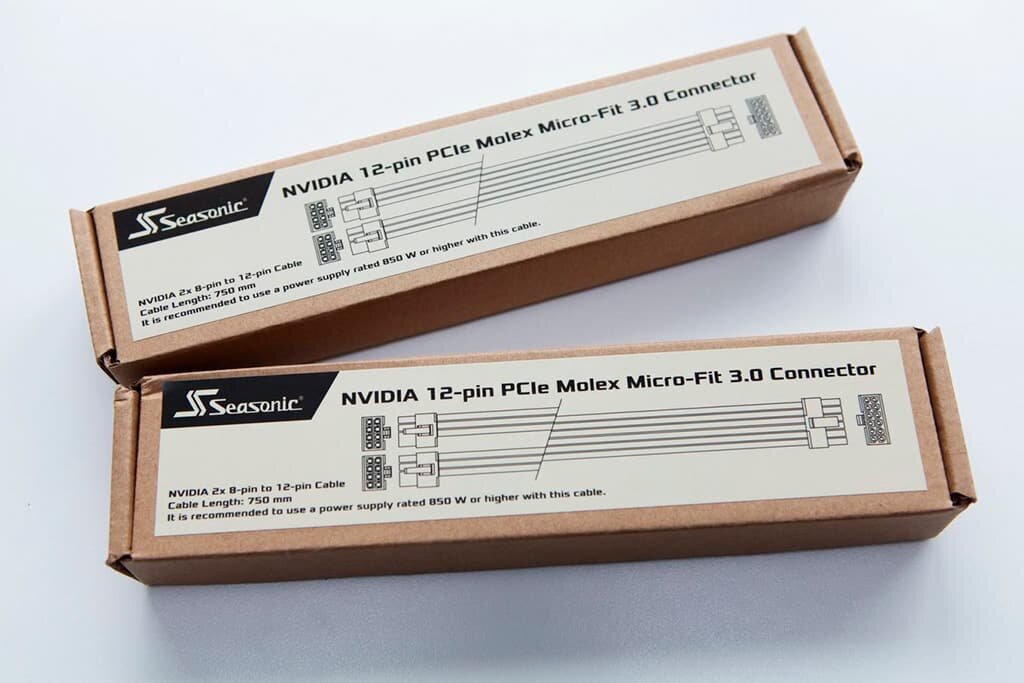 Seasonic®
NVIDIA 12-pin PCIe Molex Micro-Fit 3.0 Connector
NVIDIA 2x 8-pin to 12-pin Cable
Cable Length: 750 mm
It is recommended to use a power supply rated 850 W or higher with this cable.
Seasonic®
NVIDIA 12-pin PCIe Molex Micro-Fit 3.0 Connector
NVIDIA 2x 8-pin to 12-pin Cable
Cable Length: 750 mm
It is recommended to use a power supply rated 850 W or higher with this cable.